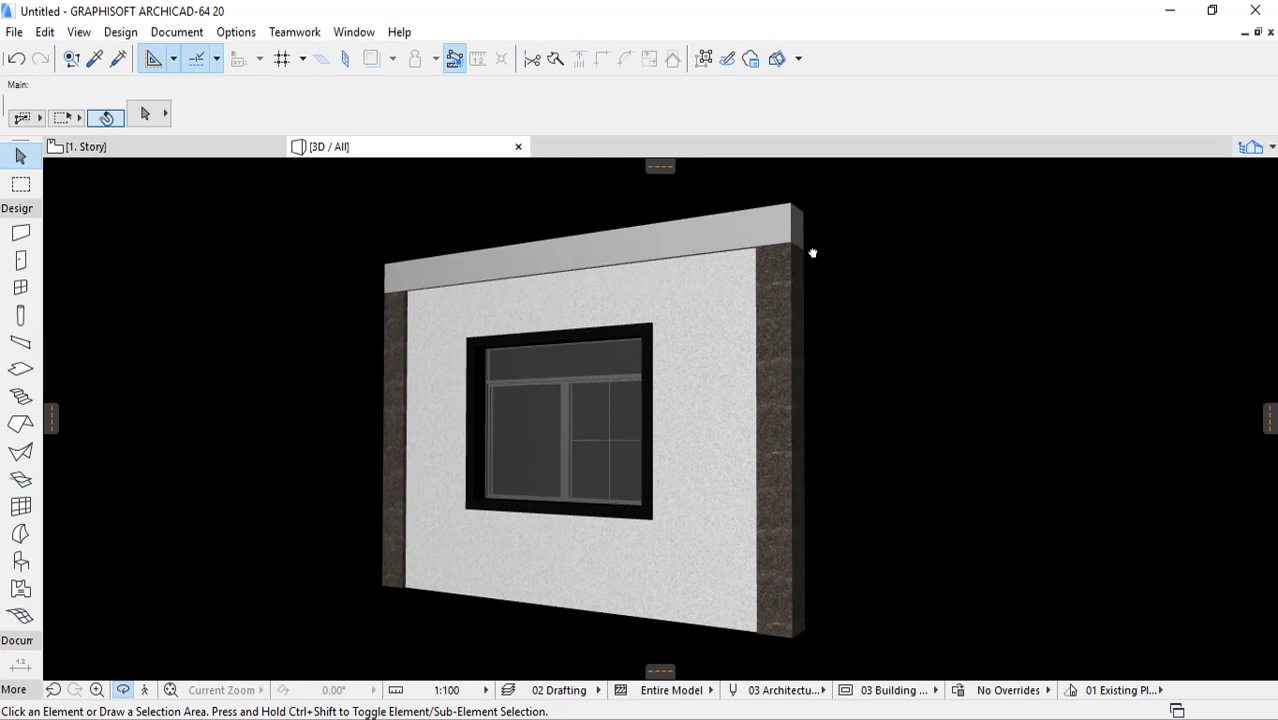 Untitled - GRAPHISOFT ARCHICAD-64 20
File Edit View Design Document Options Teamwork Window Help
Main:
[1. Story] [3D / All]
Design
Docum
1.2
More Current Zoom 0.00° 1:100 02 Drafting Entire Model 03 Architectu... 03 Building ... No Overrides 01 Existing Pl...
Click an Element or Draw a Selection Area. Press and Hold Ctrl+Shift to Toggle Element/Sub-Element Selection.